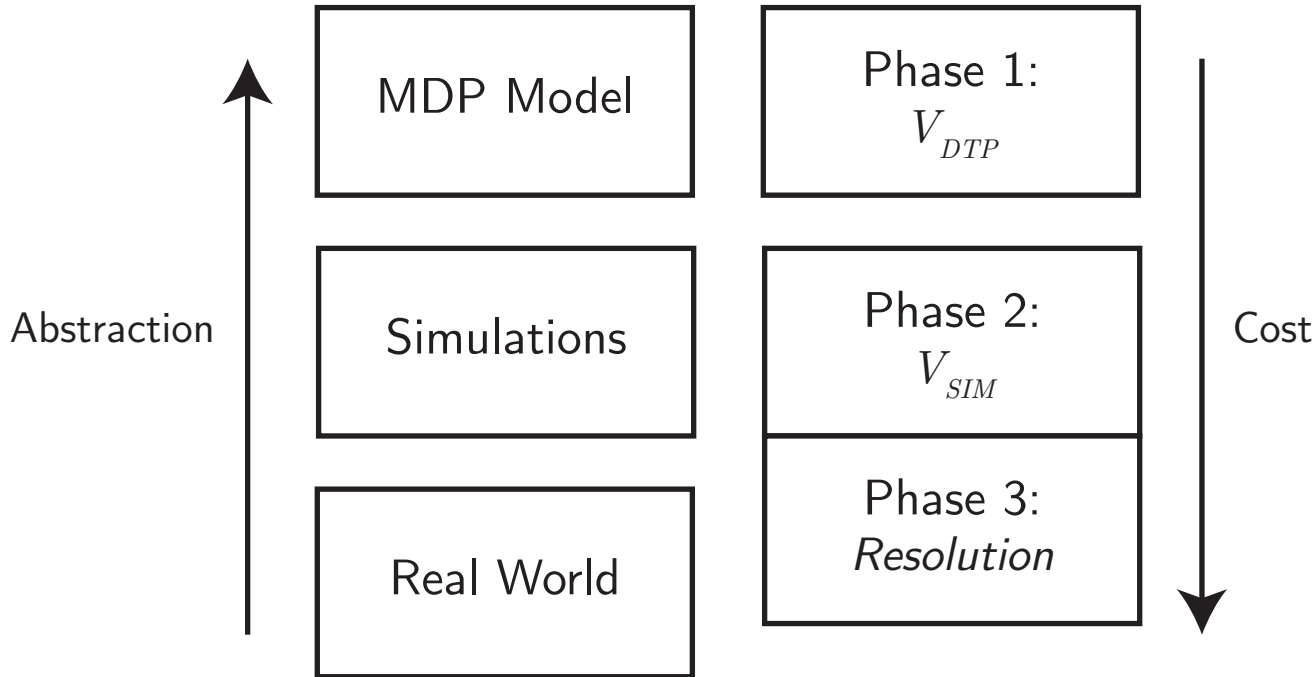 MDP Model
Phase 1:
V_DTP
Abstraction
Simulations
Phase 2:
V_SIM
Cost
Real World
Phase 3:
Resolution